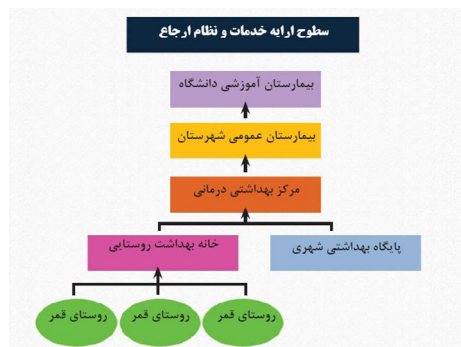 سطوح ارایه خدمات و نظام ارجاع
بیمارستان آموزشی دانشگاه
بیمارستان عمومی شهرستان
مرکز بهداشتی درمانی
خانه بهداشت روستایی
پایگاه بهداشتی شهری
روستای قمر
روستای قمر
روستای قمر